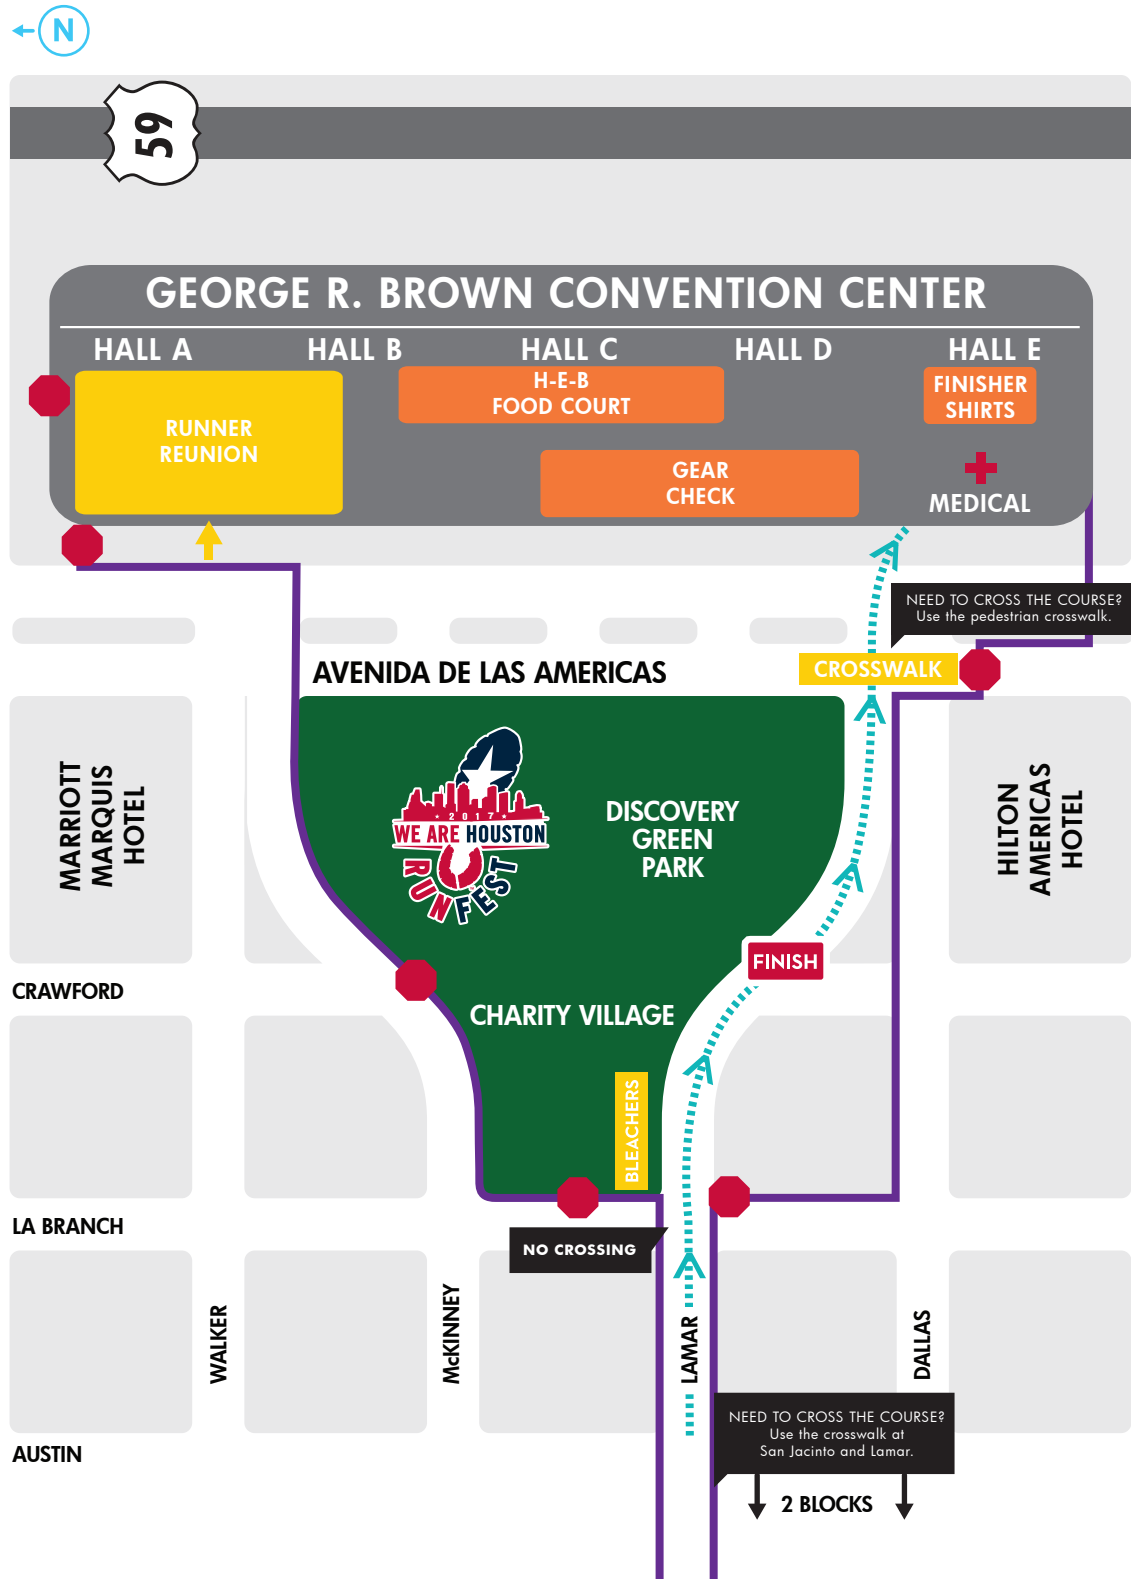 N
59
GEORGE R. BROWN CONVENTION CENTER
HALL A
HALL B
HALL C
HALL D
HALL E
RUNNER
REUNION
H-E-B
FOOD COURT
GEAR
CHECK
FINISHER
SHIRTS
MEDICAL
NEED TO CROSS THE COURSE?
Use the pedestrian crosswalk.
AVENIDA DE LAS AMERICAS
CROSSWALK
MARRIOTT
MARQUIS
HOTEL
2017
WE ARE HOUSTON
RUNFEST
DISCOVERY
GREEN
PARK
HILTON
AMERICAS
HOTEL
FINISH
CRAWFORD
CHARITY VILLAGE
BLEACHERS
LA BRANCH
NO CROSSING
WALKER
McKINNEY
LAMAR
DALLAS
NEED TO CROSS THE COURSE?
Use the crosswalk at
San Jacinto and Lamar.
AUSTIN
2 BLOCKS